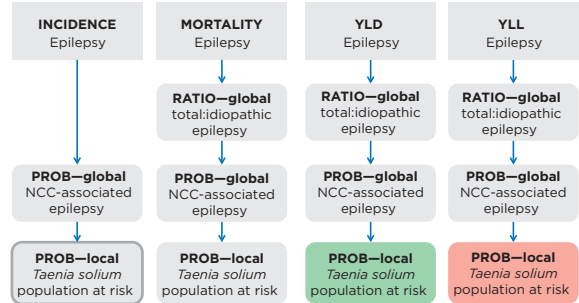 INCIDENCE
Epilepsy
MORTALITY
Epilepsy
YLD
Epilepsy
YLL
Epilepsy
RATIO—global
total:idiopathic
epilepsy
RATIO—global
total:idiopathic
epilepsy
RATIO—global
total:idiopathic
epilepsy
PROB—global
NCC-associated
epilepsy
PROB—global
NCC-associated
epilepsy
PROB—global
NCC-associated
epilepsy
PROB—global
NCC-associated
epilepsy
PROB—local
Taenia solium
population at risk
PROB—local
Taenia solium
population at risk
PROB—local
Taenia solium
population at risk
PROB—local
Taenia solium
population at risk